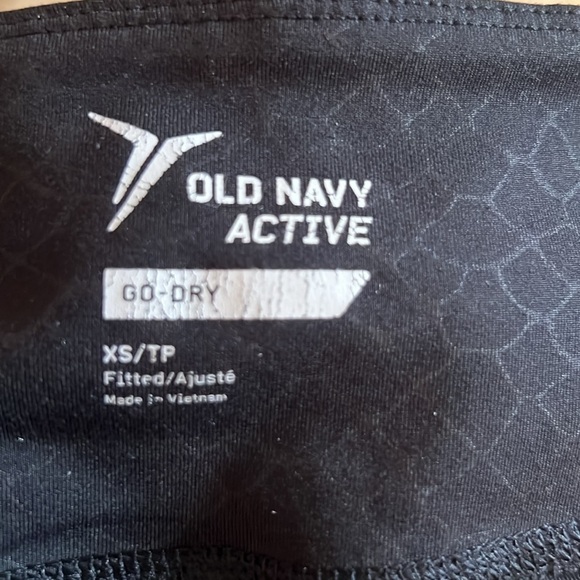 OLD NAVY
ACTIVE
GO-DRY
XS/TP
Fitted/Ajusté
Made in Vietnam